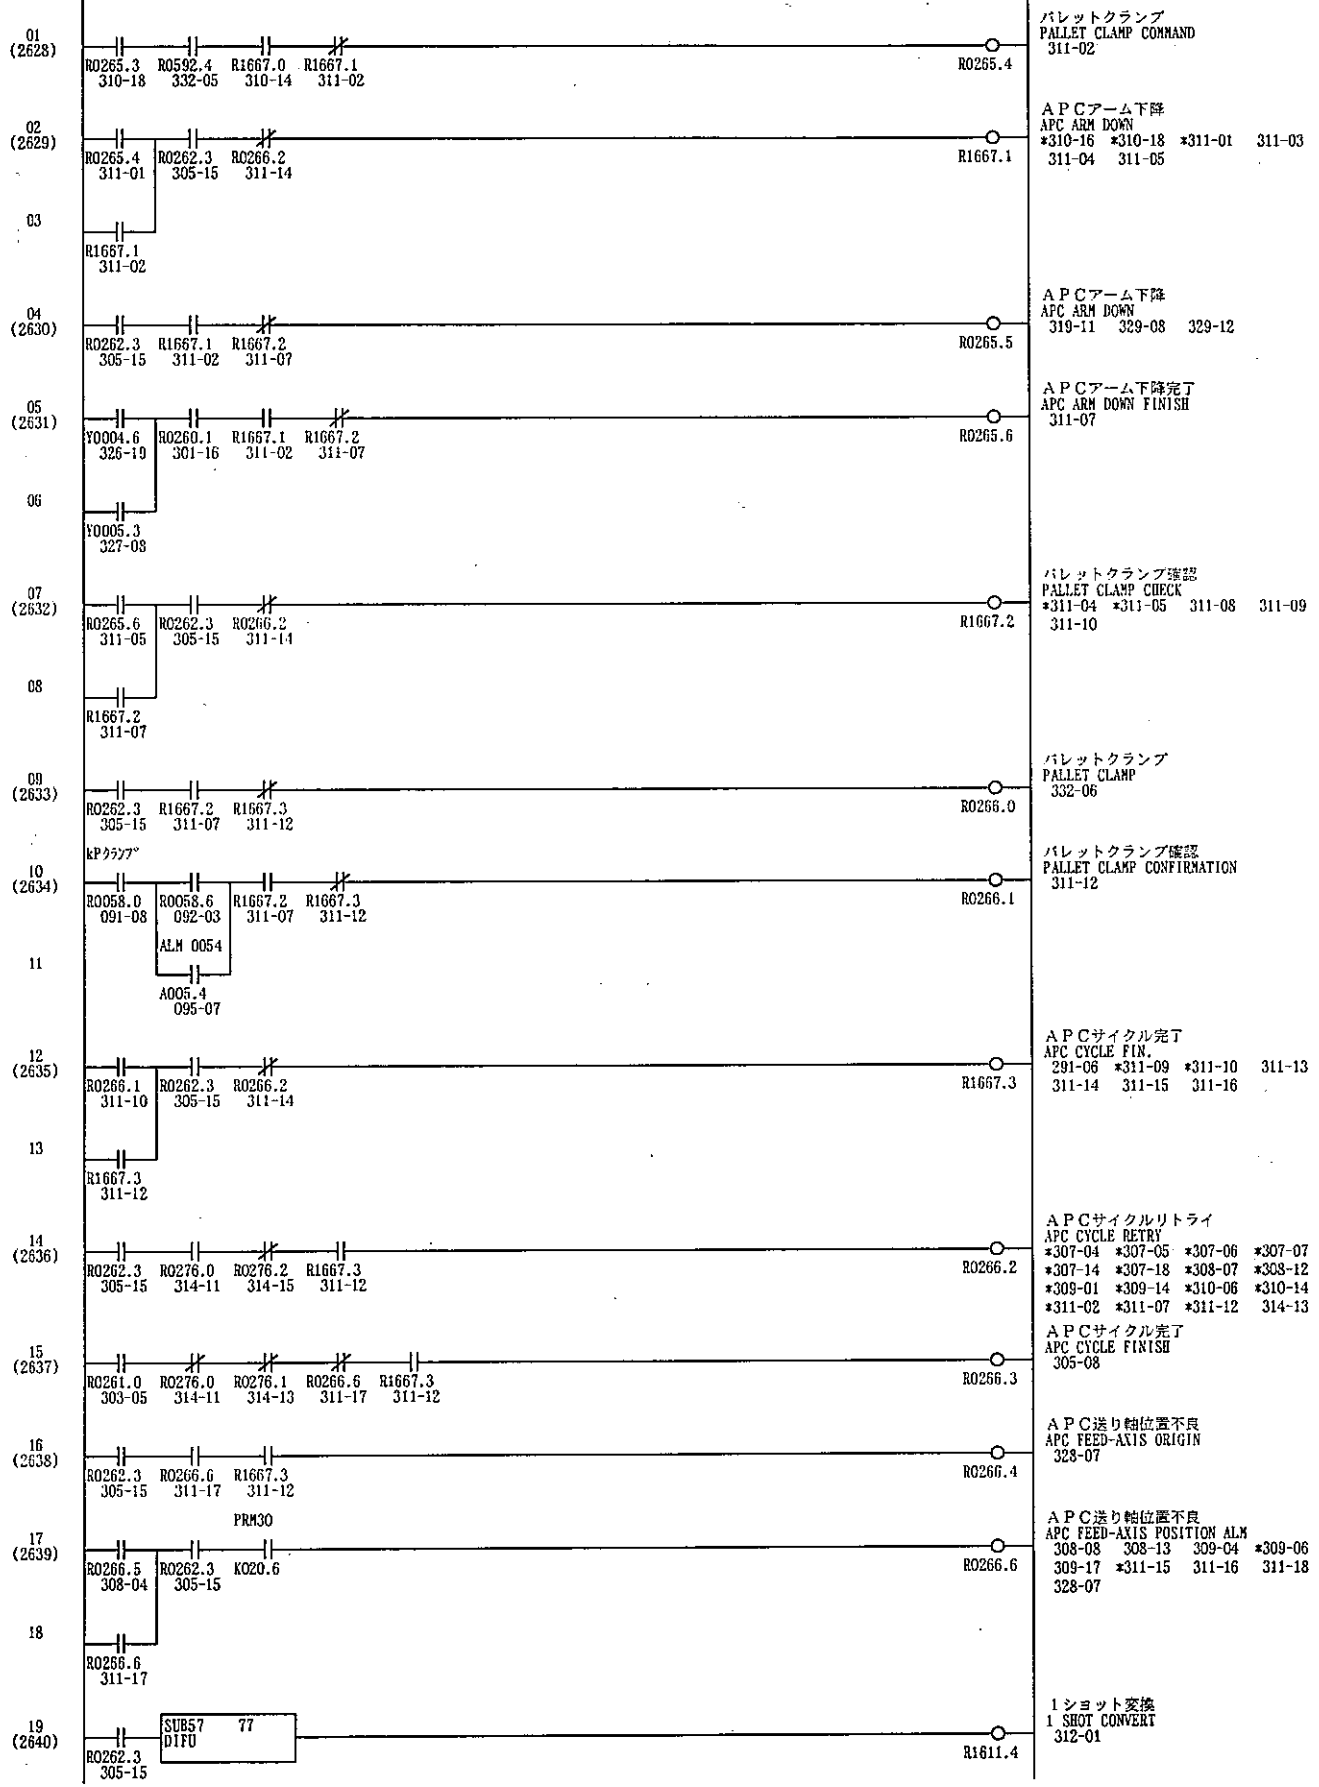 01
(2628)
R0265.3 R0592.4 R1667.0 R1667.1
310-18 332-05 310-14 311-02
R0265.4
パレットクランプ
PALLET CLAMP COMMAND
311-02
02
(2629)
R0265.4 R0262.3 R0266.2
311-01 305-15 311-14
R1667.1
APCアーム下降
APC ARM DOWN
*310-16 *310-18 *311-01 311-03
311-04 311-05
03
R1667.1
311-02
04
(2630)
R0262.3 R1667.1 R1667.2
305-15 311-02 311-07
R0265.5
APCアーム下降
APC ARM DOWN
319-11 329-08 329-12
05
(2631)
Y0004.6 R0260.1 R1667.1 R1667.2
326-19 301-16 311-02 311-07
R0265.6
APCアーム下降完了
APC ARM DOWN FINISH
311-07
06
Y0005.3
327-08
07
(2632)
R0265.6 R0262.3 R0266.2
311-05 305-15 311-14
R1667.2
パレットクランプ確認
PALLET CLAMP CHECK
*311-04 *311-05 311-08 311-09
311-10
08
R1667.2
311-07
09
(2633)
R0262.3 R1667.2 R1667.3
305-15 311-07 311-12
R0266.0
パレットクランプ
PALLET CLAMP
332-06
kPクランプ
10
(2634)
R0058.0 R0058.6 R1667.2 R1667.3
091-08 092-03 311-07 311-12
R0266.1
パレットクランプ確認
PALLET CLAMP CONFIRMATION
311-12
ALM 0054
11
A005.4
095-07
12
(2635)
R0266.1 R0262.3 R0266.2
311-10 305-15 311-14
R1667.3
APCサイクル完了
APC CYCLE FIN.
291-06 *311-09 *311-10 311-13
311-14 311-15 311-16
13
R1667.3
311-12
14
(2636)
R0262.3 R0276.0 R0276.2 R1667.3
305-15 314-11 314-15 311-12
R0266.2
APCサイクルリトライ
APC CYCLE RETRY
*307-04 *307-05 *307-06 *307-07
*307-14 *307-18 *308-07 *308-12
*309-01 *309-14 *310-06 *310-14
*311-02 *311-07 *311-12 314-13
15
(2637)
R0261.0 R0276.0 R0276.1 R0266.6 R1667.3
303-05 314-11 314-13 311-17 311-12
R0266.3
APCサイクル完了
APC CYCLE FINISH
305-08
16
(2638)
R0262.3 R0266.6 R1667.3
305-15 311-17 311-12
R0266.4
APC送り軸位置不良
APC FEED-AXIS ORIGIN
328-07
PRM30
17
(2639)
R0266.5 R0262.3 K020.6
308-04 305-15
R0266.6
APC送り軸位置不良
APC FEED-AXIS POSITION ALM
308-08 308-13 309-04 *309-06
309-17 *311-15 311-16 311-18
328-07
18
R0266.6
311-17
19
(2640)
R0262.3
305-15
SUB57 77
DIFU
R1611.4
1ショット変換
1 SHOT CONVERT
312-01